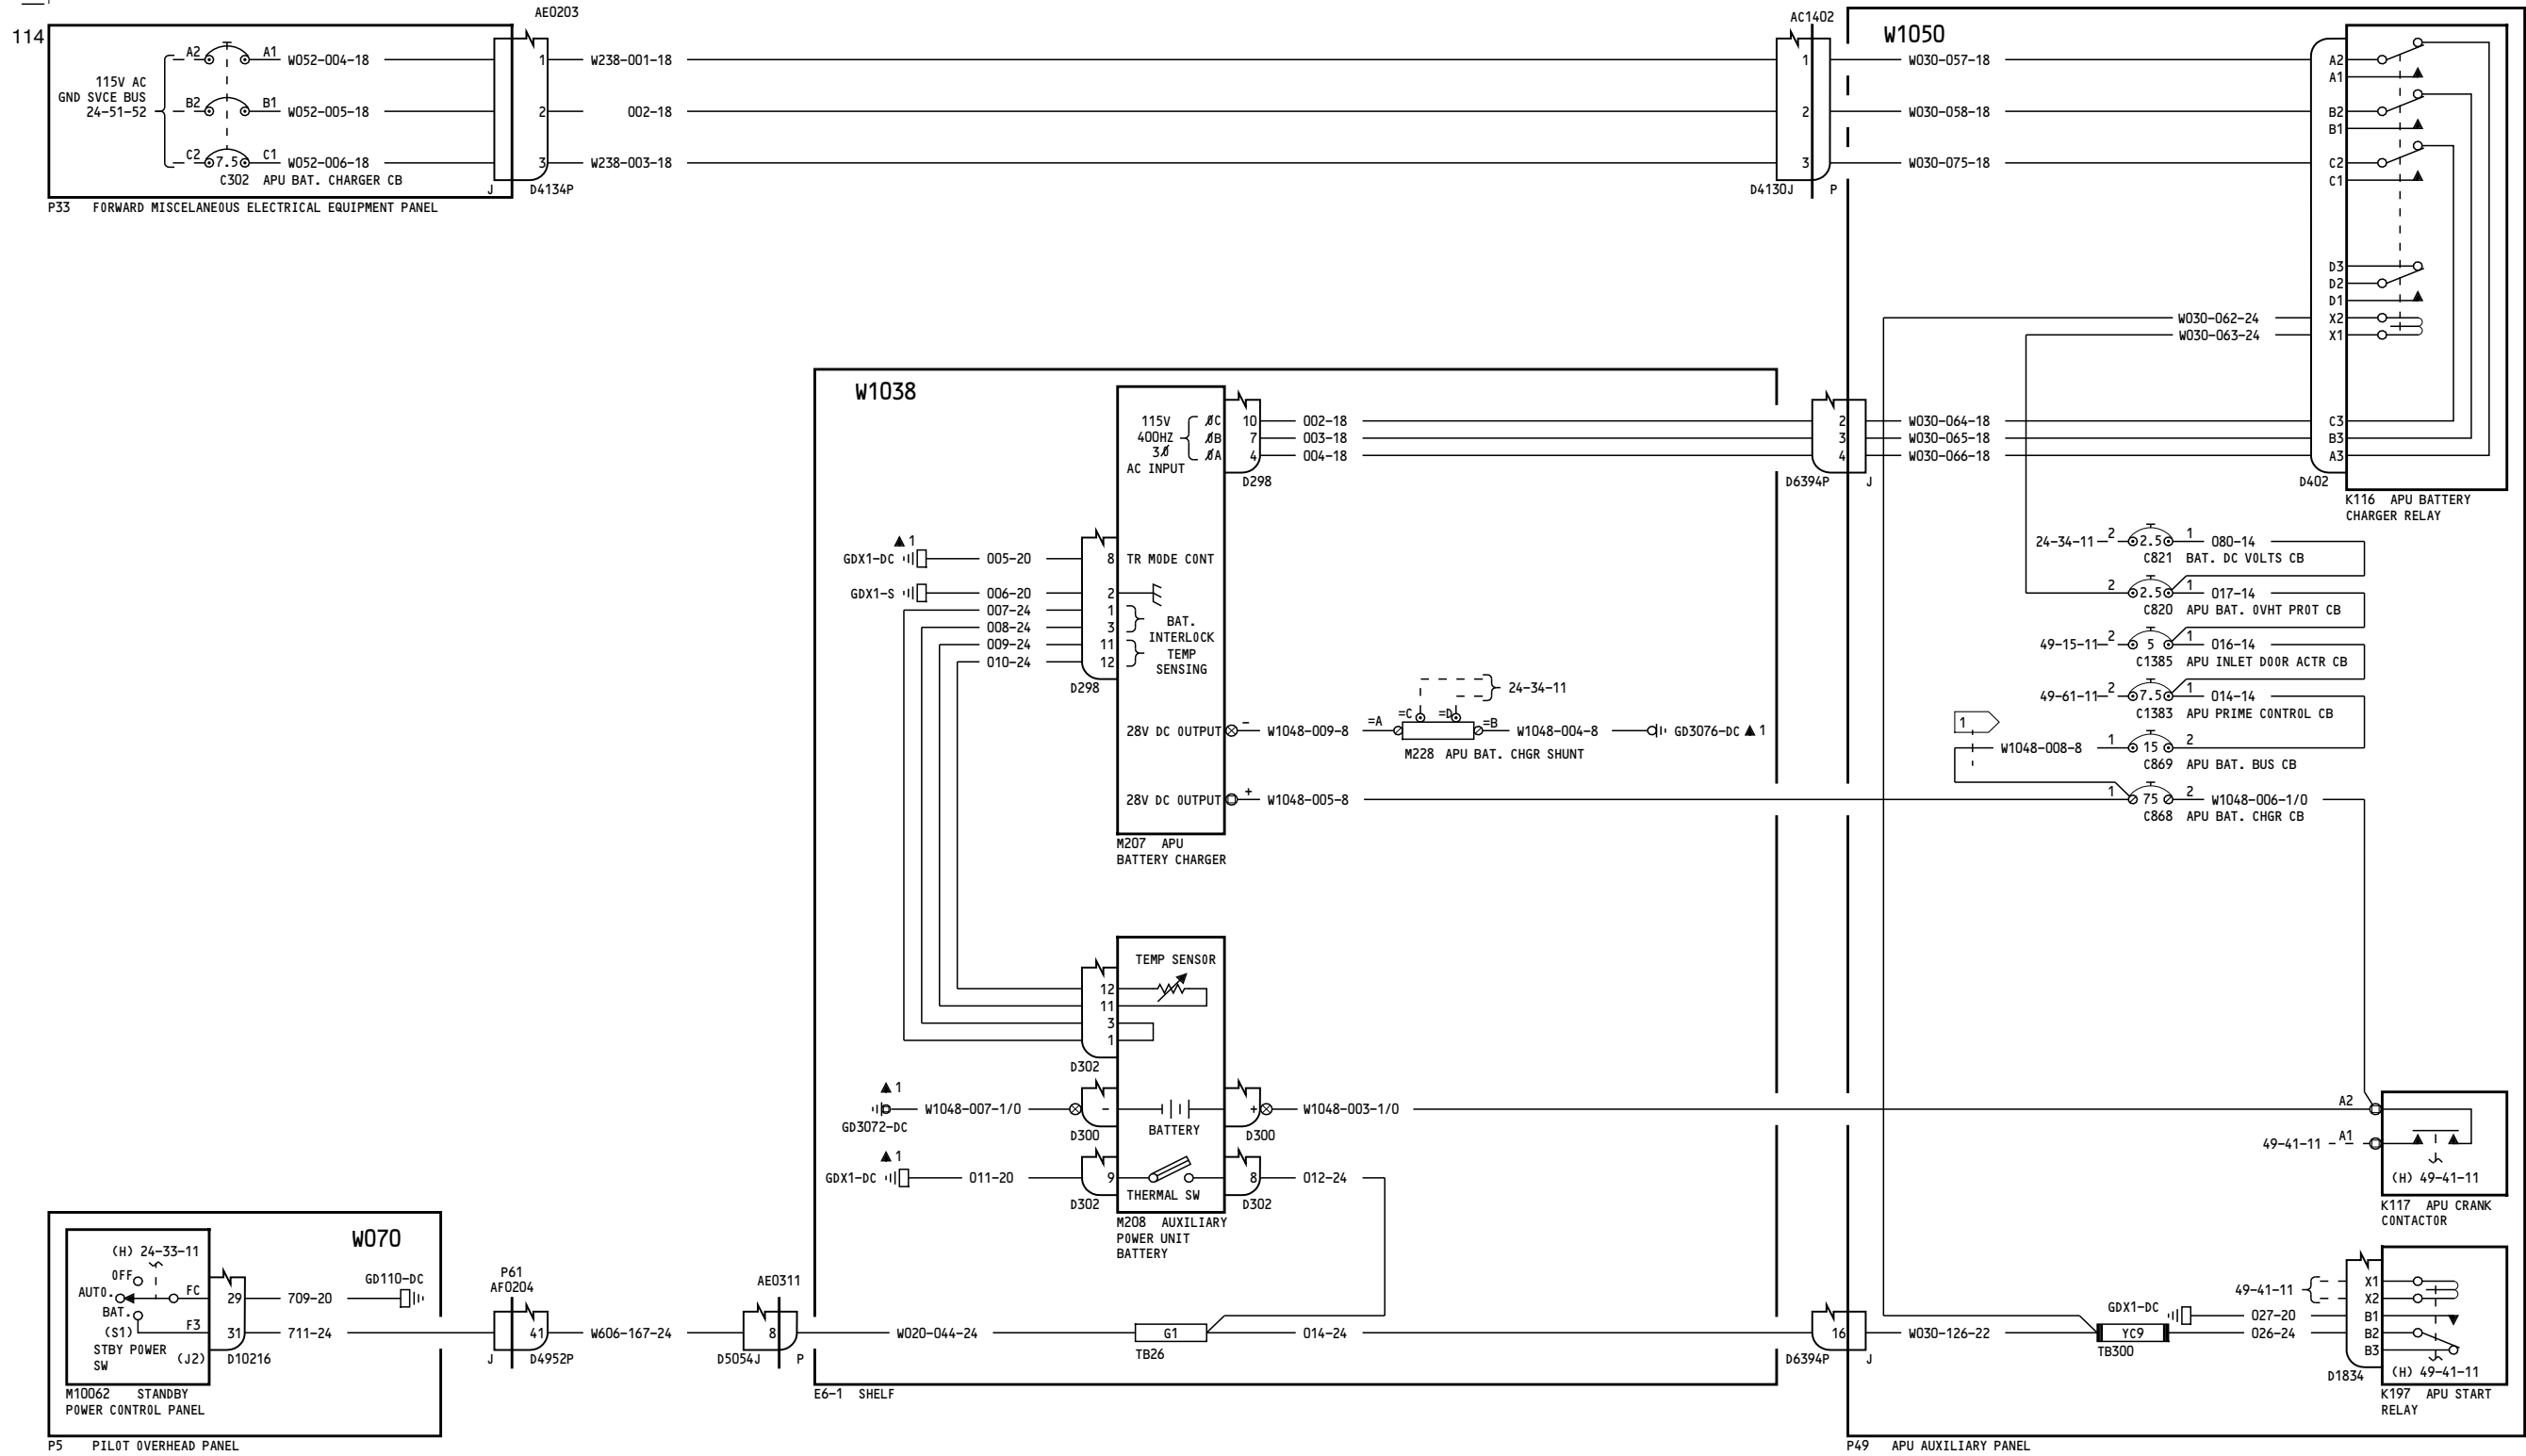 114
AE0203
A2 A1 W052-004-18
1 W238-001-18
115V AC
GND SVCE BUS
24-51-52
B2 B1 W052-005-18
2 002-18
C2 7.5 C1 W052-006-18
3 W238-003-18
C302 APU BAT. CHARGER CB
J D4134P
P33 FORWARD MISCELANEOUS ELECTRICAL EQUIPMENT PANEL
AC1402
W1050
1 W030-057-18
2 W030-058-18
3 W030-075-18
D4130J P
A2
A1
B2
B1
C2
C1
D3
D2
D1
W030-062-24 X2
W030-063-24 X1
C3
B3
A3
D402
K116 APU BATTERY
CHARGER RELAY
W1038
115V
400HZ
3Ø
AC INPUT
ØC 10 002-18
ØB 7 003-18
ØA 4 004-18
D298
2 W030-064-18
3 W030-065-18
4 W030-066-18
D6394P J
▲ 1
GDX1-DC 005-20 8 TR MODE CONT
GDX1-S 006-20 2
007-24 1
008-24 3
BAT.
INTERLOCK
009-24 11
010-24 12
TEMP
SENSING
D298
24-34-11
=A =C =D =B
28V DC OUTPUT - W1048-009-8
W1048-004-8 GD3076-DC ▲ 1
M228 APU BAT. CHGR SHUNT
28V DC OUTPUT + W1048-005-8
M207 APU
BATTERY CHARGER
24-34-11 2 2.5 1 080-14
C821 BAT. DC VOLTS CB
2 2.5 1 017-14
C820 APU BAT. OVHT PROT CB
49-15-11 2 5 1 016-14
C1385 APU INLET DOOR ACTR CB
49-61-11 2 7.5 1 014-14
C1383 APU PRIME CONTROL CB
1
W1048-008-8 1 15 2
C869 APU BAT. BUS CB
1 75 2 W1048-006-1/0
C868 APU BAT. CHGR CB
TEMP SENSOR
12
11
3
1
D302
▲ 1
GD3072-DC W1048-007-1/0 -
D300
BATTERY
+ W1048-003-1/0
D300
▲ 1
GDX1-DC 011-20 9
D302
THERMAL SW
8 012-24
D302
M208 AUXILIARY
POWER UNIT
BATTERY
A2
49-41-11 A1
(H) 49-41-11
K117 APU CRANK
CONTACTOR
W070
(H) 24-33-11
OFF
AUTO.
BAT.
(S1)
STBY POWER
SW
FC 29 709-20 GD110-DC
F3 31 711-24
(J2) D10216
M10062 STANDBY
POWER CONTROL PANEL
P5 PILOT OVERHEAD PANEL
P61
AF0204
41 W606-167-24
J D4952P
AE0311
8 W020-044-24
D5054J P
G1
TB26
014-24
16 W030-126-22
D6394P J
E6-1 SHELF
YC9
TB300
49-41-11 X1
X2
GDX1-DC 027-20 B1
026-24 B2
B3
D1834
(H) 49-41-11
K197 APU START
RELAY
P49 APU AUXILIARY PANEL